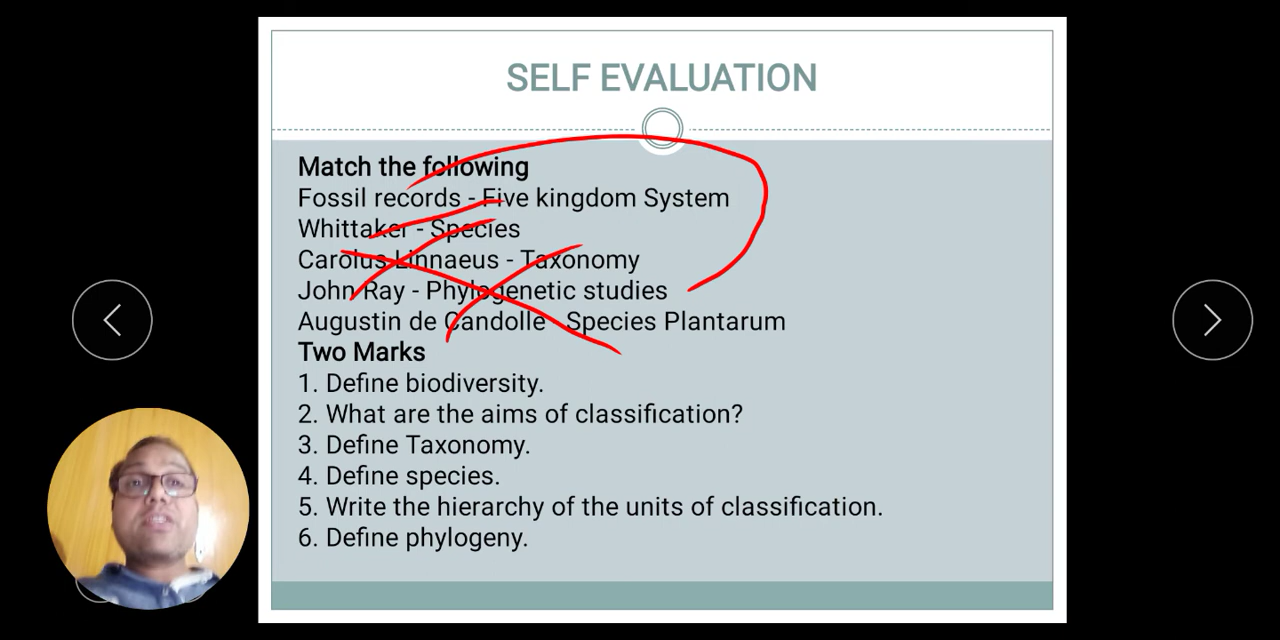 SELF EVALUATION
Match the following
Fossil records - Five kingdom System
Whittaker - Species
Carolus Linnaeus - Taxonomy
John Ray - Phylogenetic studies
Augustin de Candolle - Species Plantarum
Two Marks
1. Define biodiversity.
2. What are the aims of classification?
3. Define Taxonomy.
4. Define species.
5. Write the hierarchy of the units of classification.
6. Define phylogeny.